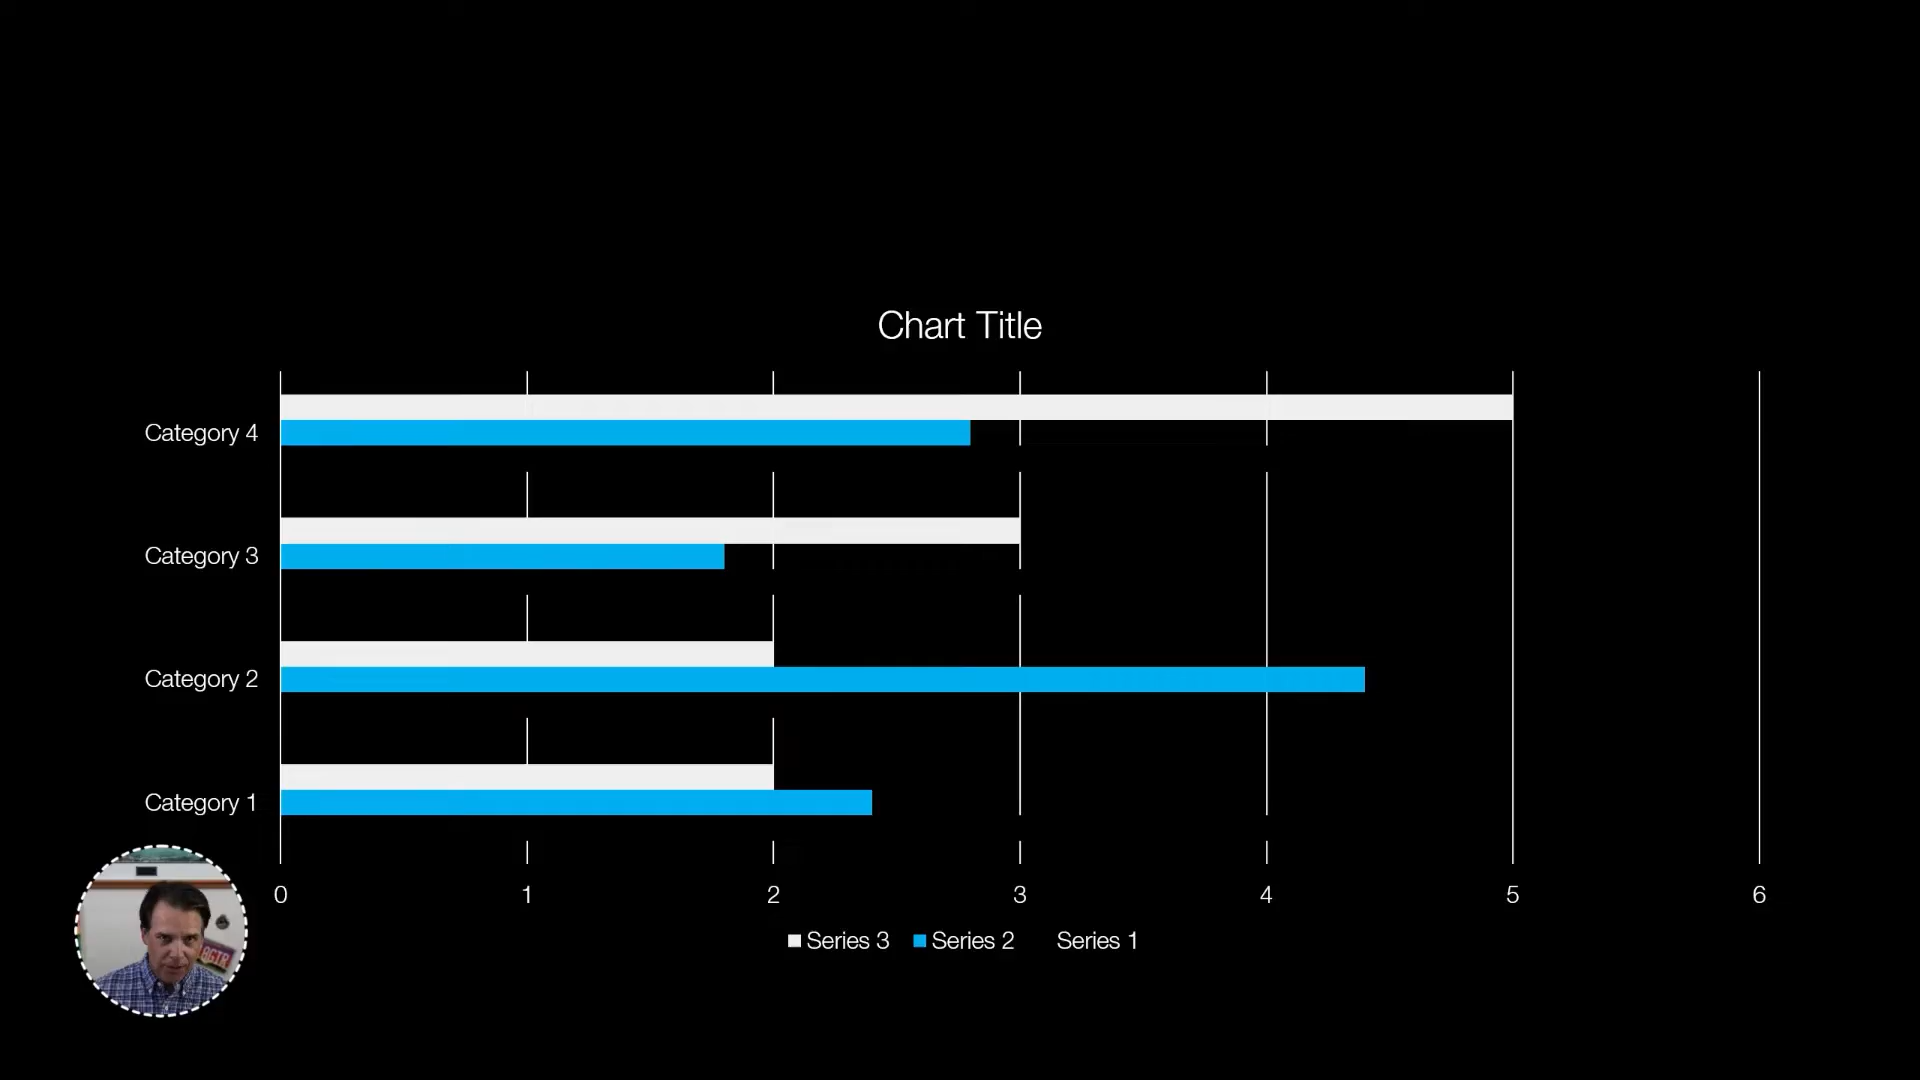 Chart Title
Category 4
Category 3
Category 2
Category 1
0 1 2 3 4 5 6
Series 3 Series 2 Series 1